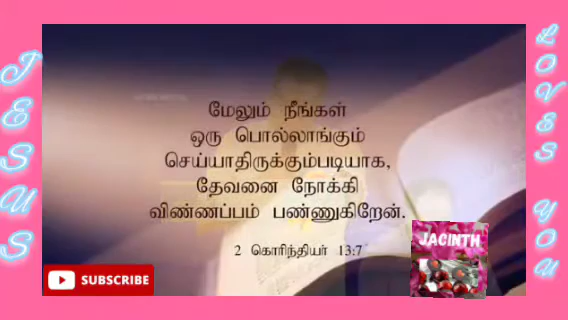 JESUS
LOVES YOU
மேலும் நீங்கள்
ஒரு பொல்லாங்கும்
செய்யாதிருக்கும்படியாக,
தேவனை நோக்கி
விண்ணப்பம் பண்ணுகிறேன்.
2 கொரிந்தியர் 13:7
JACINTH
SUBSCRIBE